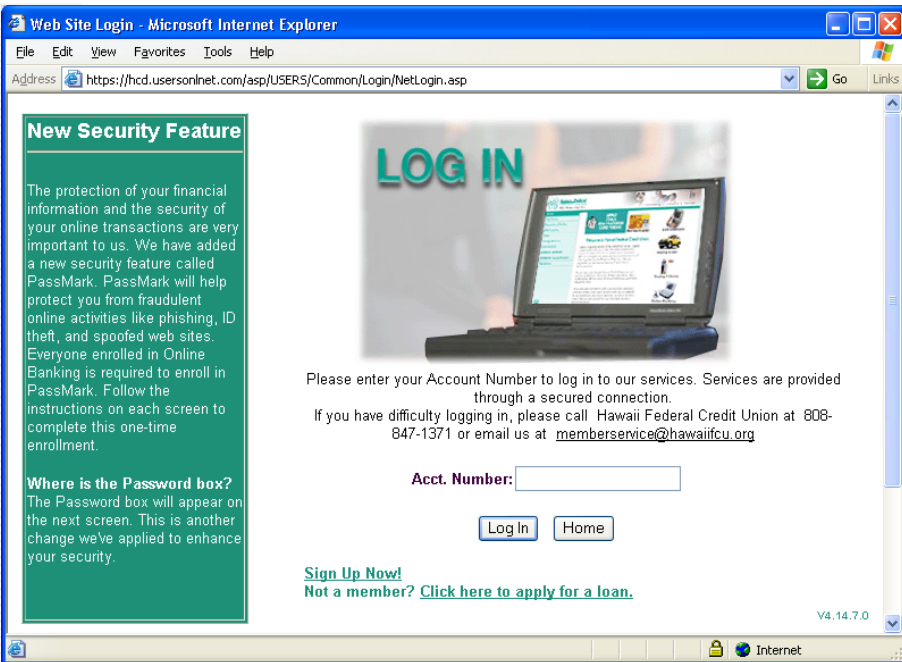 Web Site Login - Microsoft Internet Explorer
File Edit View Favorites Tools Help
Address https://hcd.usersonlnet.com/asp/USERS/Common/Login/NetLogin.asp Go Links
New Security Feature
The protection of your financial
information and the security of
your online transactions are very
important to us. We have added
a new security feature called
PassMark. PassMark will help
protect you from fraudulent
online activities like phishing, ID
theft, and spoofed web sites.
Everyone enrolled in Online
Banking is required to enroll in
PassMark. Follow the
instructions on each screen to
complete this one-time
enrollment.
Where is the Password box?
The Password box will appear on
the next screen. This is another
change we've applied to enhance
your security.
LOG IN
Please enter your Account Number to log in to our services. Services are provided
through a secured connection.
If you have difficulty logging in, please call Hawaii Federal Credit Union at 808-
847-1371 or email us at memberservice@hawaiifcu.org
Acct. Number:
Log In Home
Sign Up Now!
Not a member? Click here to apply for a loan.
V4.14.7.0
Internet